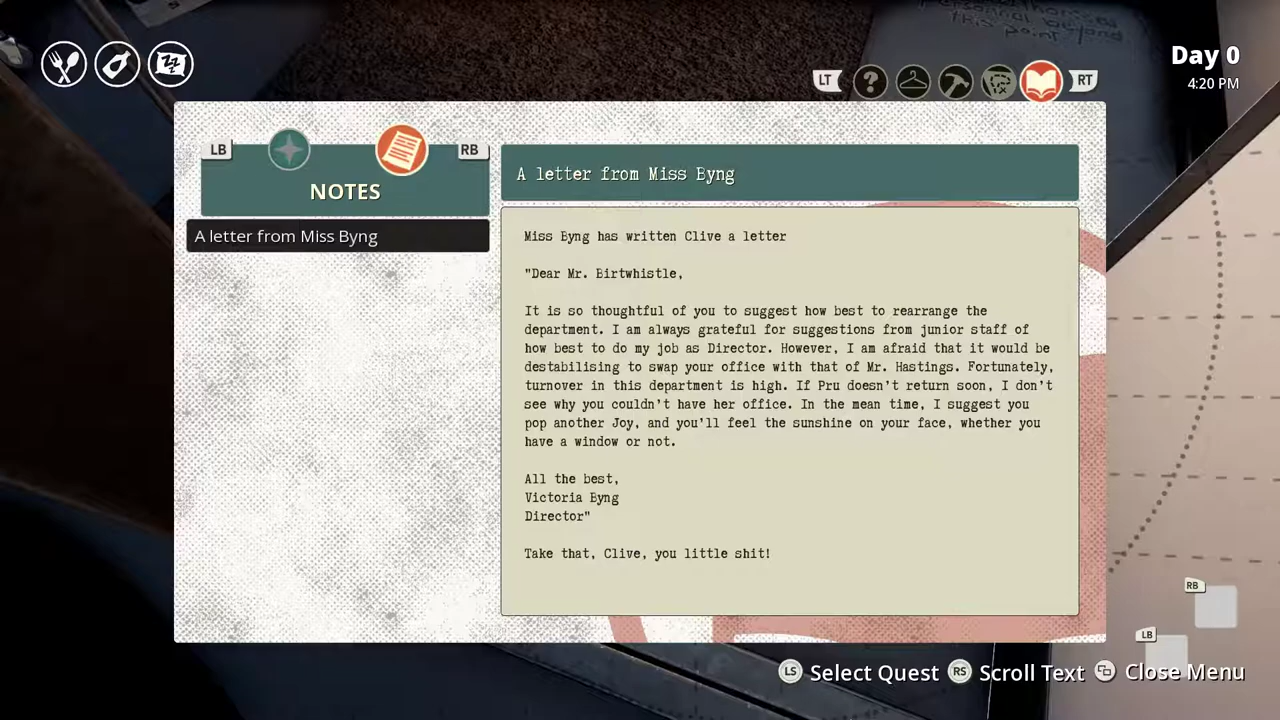 personnal beyond
this point
Day 0
4:20 PM
LT
?
RT
LB
RB
NOTES
A letter from Miss Byng
A letter from Miss Byng
Miss Byng has written Clive a letter
"Dear Mr. Birtwhistle,
It is so thoughtful of you to suggest how best to rearrange the
department. I am always grateful for suggestions from junior staff of
how best to do my job as Director. However, I am afraid that it would be
destabilising to swap your office with that of Mr. Hastings. Fortunately,
turnover in this department is high. If Pru doesn't return soon, I don't
see why you couldn't have her office. In the mean time, I suggest you
pop another Joy, and you'll feel the sunshine on your face, whether you
have a window or not.
All the best,
Victoria Byng
Director"
Take that, Clive, you little shit!
RB
LB
LS Select Quest RS Scroll Text Close Menu